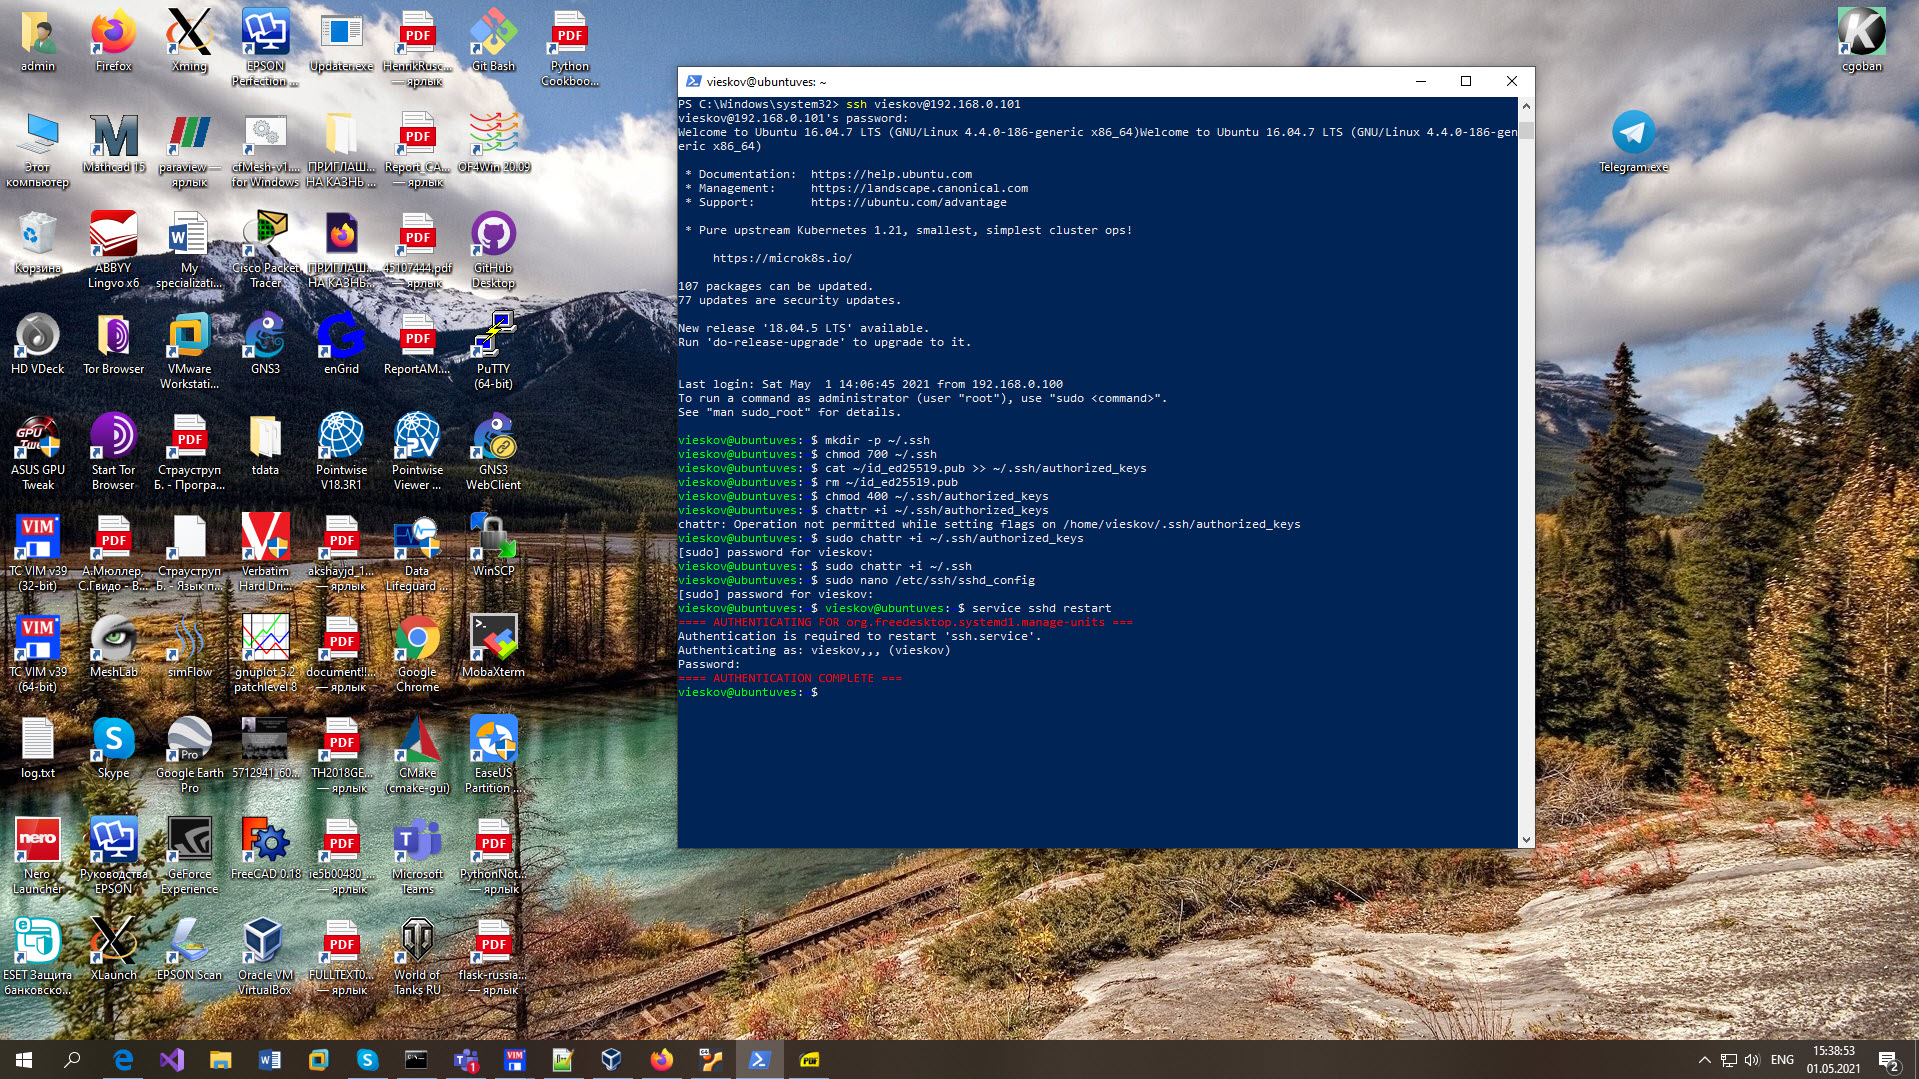 admin
Firefox
Xming
EPSON
Perfection ...
Updater.exe
HenrikRusc...
— ярлык
Git Bash
Python
Cookboo...
cgoban
Этот
компьютер
Mathcad 15
paraview —
ярлык
cfMesh-v1....
for Windows
ПРИГЛАШ...
НА КАЗНЬ ...
Report_CA...
— ярлык
OF4Win 20.09
Telegram.exe
Корзина
ABBYY
Lingvo x6
My
specializati...
Cisco Packet
Tracer
ПРИГЛАШ...
НА КАЗНЬ...
45107444.pdf
— ярлык
GitHub
Desktop
HD VDeck
Tor Browser
VMware
Workstati...
GNS3
enGrid
ReportAM....
PuTTY
(64-bit)
ASUS GPU
Tweak
Start Tor
Browser
Страуструп
Б. - Програ...
tdata
Pointwise
V18.3R1
Pointwise
Viewer ...
GNS3
WebClient
TC VIM v39
(32-bit)
А.Мюллер,
С.Гвидо - В...
Страуструп
Б. - Язык п...
Verbatim
Hard Dri...
akshayjd_1...
— ярлык
Data
Lifeguard ...
WinSCP
TC VIM v39
(64-bit)
MeshLab
simFlow
gnuplot 5.2
patchlevel 8
document!!...
— ярлык
Google
Chrome
MobaXterm
log.txt
Skype
Google Earth
Pro
5712941_60...
TH2018GE...
— ярлык
CMake
(cmake-gui)
EaseUS
Partition ...
Nero
Launcher
Руководства
EPSON
GeForce
Experience
FreeCAD 0.18
ie5b00480_...
— ярлык
Microsoft
Teams
PythonNot...
— ярлык
ESET Защита
банковско...
XLaunch
EPSON Scan
Oracle VM
VirtualBox
FULLTEXT0...
— ярлык
World of
Tanks RU
flask-russia...
— ярлык
vieskov@ubuntuves: ~
PS C:\Windows\system32> ssh vieskov@192.168.0.101
vieskov@192.168.0.101's password:
Welcome to Ubuntu 16.04.7 LTS (GNU/Linux 4.4.0-186-generic x86_64)Welcome to Ubuntu 16.04.7 LTS (GNU/Linux 4.4.0-186-gen
eric x86_64)
* Documentation:  https://help.ubuntu.com
* Management:     https://landscape.canonical.com
* Support:        https://ubuntu.com/advantage
* Pure upstream Kubernetes 1.21, smallest, simplest cluster ops!
https://microk8s.io/
107 packages can be updated.
77 updates are security updates.
New release '18.04.5 LTS' available.
Run 'do-release-upgrade' to upgrade to it.
Last login: Sat May  1 14:06:45 2021 from 192.168.0.100
To run a command as administrator (user "root"), use "sudo <command>".
See "man sudo_root" for details.
vieskov@ubuntuves: $ mkdir -p ~/.ssh
vieskov@ubuntuves: $ chmod 700 ~/.ssh
vieskov@ubuntuves: $ cat ~/id_ed25519.pub >> ~/.ssh/authorized_keys
vieskov@ubuntuves: $ rm ~/id_ed25519.pub
vieskov@ubuntuves: $ chmod 400 ~/.ssh/authorized_keys
vieskov@ubuntuves: $ chattr +i ~/.ssh/authorized_keys
chattr: Operation not permitted while setting flags on /home/vieskov/.ssh/authorized_keys
vieskov@ubuntuves: $ sudo chattr +i ~/.ssh/authorized_keys
[sudo] password for vieskov:
vieskov@ubuntuves: $ sudo chattr +i ~/.ssh
vieskov@ubuntuves: $ sudo nano /etc/ssh/sshd_config
[sudo] password for vieskov:
vieskov@ubuntuves: $ vieskov@ubuntuves: $ service sshd restart
==== AUTHENTICATING FOR org.freedesktop.systemd1.manage-units ===
Authentication is required to restart 'ssh.service'.
Authenticating as: vieskov,,, (vieskov)
Password:
==== AUTHENTICATION COMPLETE ===
vieskov@ubuntuves: $
ENG
15:38:53
01.05.2021
2